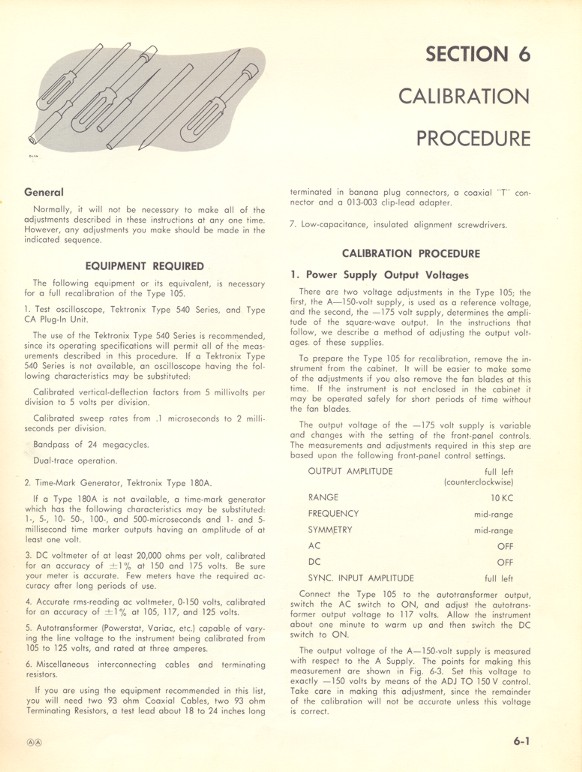 SECTION 6
CALIBRATION
PROCEDURE
General
Normally, it will not be necessary to make all of the
adjustments described in these instructions at any one time.
However, any adjustments you make should be made in the
indicated sequence.
EQUIPMENT REQUIRED
The following equipment or its equivalent, is necessary
for a full recalibration of the Type 105.
1. Test oscilloscope, Tektronix Type 540 Series, and Type
CA Plug-In Unit.
The use of the Tektronix Type 540 Series is recommended,
since its operating specifications will permit all of the meas-
urements described in this procedure. If a Tektronix Type
540 Series is not available, an oscilloscope having the fol-
lowing characteristics may be substituted:
Calibrated vertical-deflection factors from 5 millivolts per
division to 5 volts per division.
Calibrated sweep rates from .1 microseconds to 2 milli-
seconds per division.
Bandpass of 24 megacycles.
Dual-trace operation.
2. Time-Mark Generator, Tektronix Type 180A.
If a Type 180A is not available, a time-mark generator
which has the following characteristics may be substituted:
1-, 5-, 10- 50-, 100-, and 500-microseconds and 1- and 5-
millisecond time marker outputs having an amplitude of at
least one volt.
3. DC voltmeter of at least 20,000 ohms per volt, calibrated
for an accuracy of ±1% at 150 and 175 volts. Be sure
your meter is accurate. Few meters have the required ac-
curacy after long periods of use.
4. Accurate rms-reading ac voltmeter, 0-150 volts, calibrated
for an accuracy of ±1% at 105, 117, and 125 volts.
5. Autotransformer (Powerstat, Variac, etc.) capable of vary-
ing the line voltage to the instrument being calibrated from
105 to 125 volts, and rated at three amperes.
6. Miscellaneous interconnecting cables and terminating
resistors.
If you are using the equipment recommended in this list,
you will need two 93 ohm Coaxial Cables, two 93 ohm
Terminating Resistors, a test lead about 18 to 24 inches long
terminated in banana plug connectors, a coaxial "T" con-
nector and a 013-003 clip-lead adapter.
7. Low-capacitance, insulated alignment screwdrivers.
CALIBRATION PROCEDURE
1. Power Supply Output Voltages
There are two voltage adjustments in the Type 105; the
first, the A—150-volt supply, is used as a reference voltage,
and the second, the —175 volt supply, determines the ampli-
tude of the square-wave output. In the instructions that
follow, we describe a method of adjusting the output volt-
ages of these supplies.
To prepare the Type 105 for recalibration, remove the in-
strument from the cabinet. It will be easier to make some
of the adjustments if you also remove the fan blades at this
time. If the instrument is not enclosed in the cabinet it
may be operated safely for short periods of time without
the fan blades.
The output voltage of the —175 volt supply is variable
and changes with the setting of the front-panel controls.
The measurements and adjustments required in this step are
based upon the following front-panel control settings.
OUTPUT AMPLITUDE full left
(counterclockwise)
RANGE 10 KC
FREQUENCY mid-range
SYMMETRY mid-range
AC OFF
DC OFF
SYNC. INPUT AMPLITUDE full left
Connect the Type 105 to the autotransformer output,
switch the AC switch to ON, and adjust the autotrans-
former output voltage to 117 volts. Allow the instrument
about one minute to warm up and then switch the DC
switch to ON.
The output voltage of the A—150-volt supply is measured
with respect to the A Supply. The points for making this
measurement are shown in Fig. 6-3. Set this voltage to
exactly —150 volts by means of the ADJ TO 150 V control.
Take care in making this adjustment, since the remainder
of the calibration will not be accurate unless this voltage
is correct.
6-1